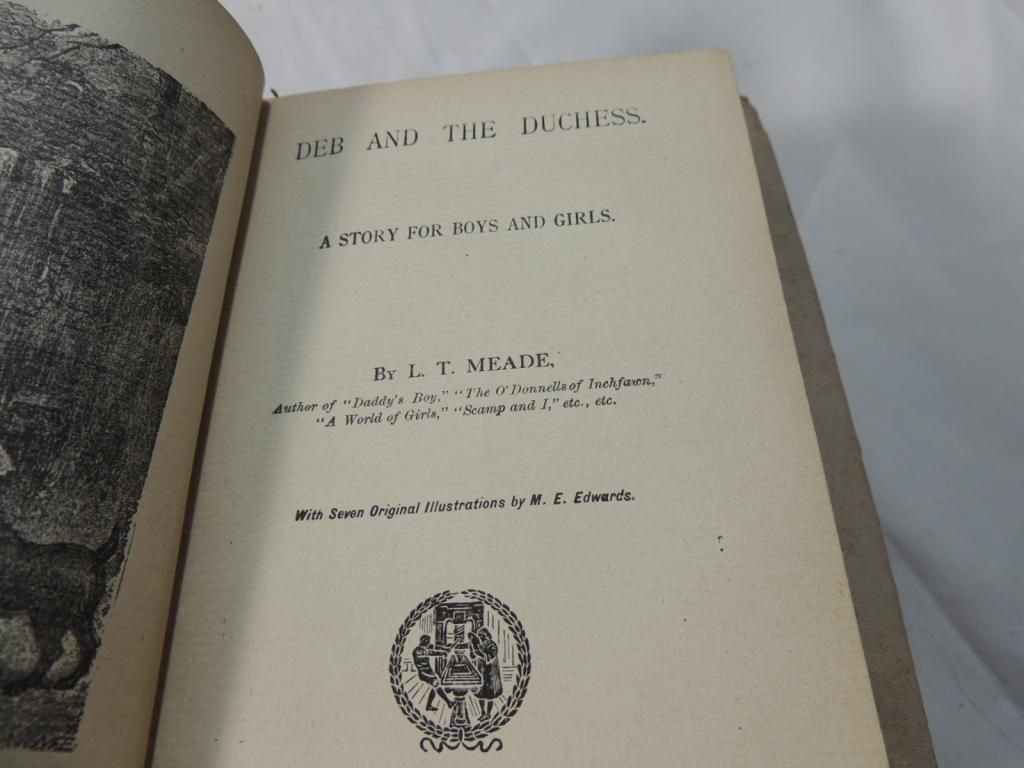 DEB AND THE DUCHESS.
A STORY FOR BOYS AND GIRLS.
BY L. T. MEADE,
Author of "Daddy's Boy," "The O'Donnells of Inchfawn,"
"A World of Girls," "Scamp and I," etc., etc.
With Seven Original Illustrations by M. E. Edwards.
MEE